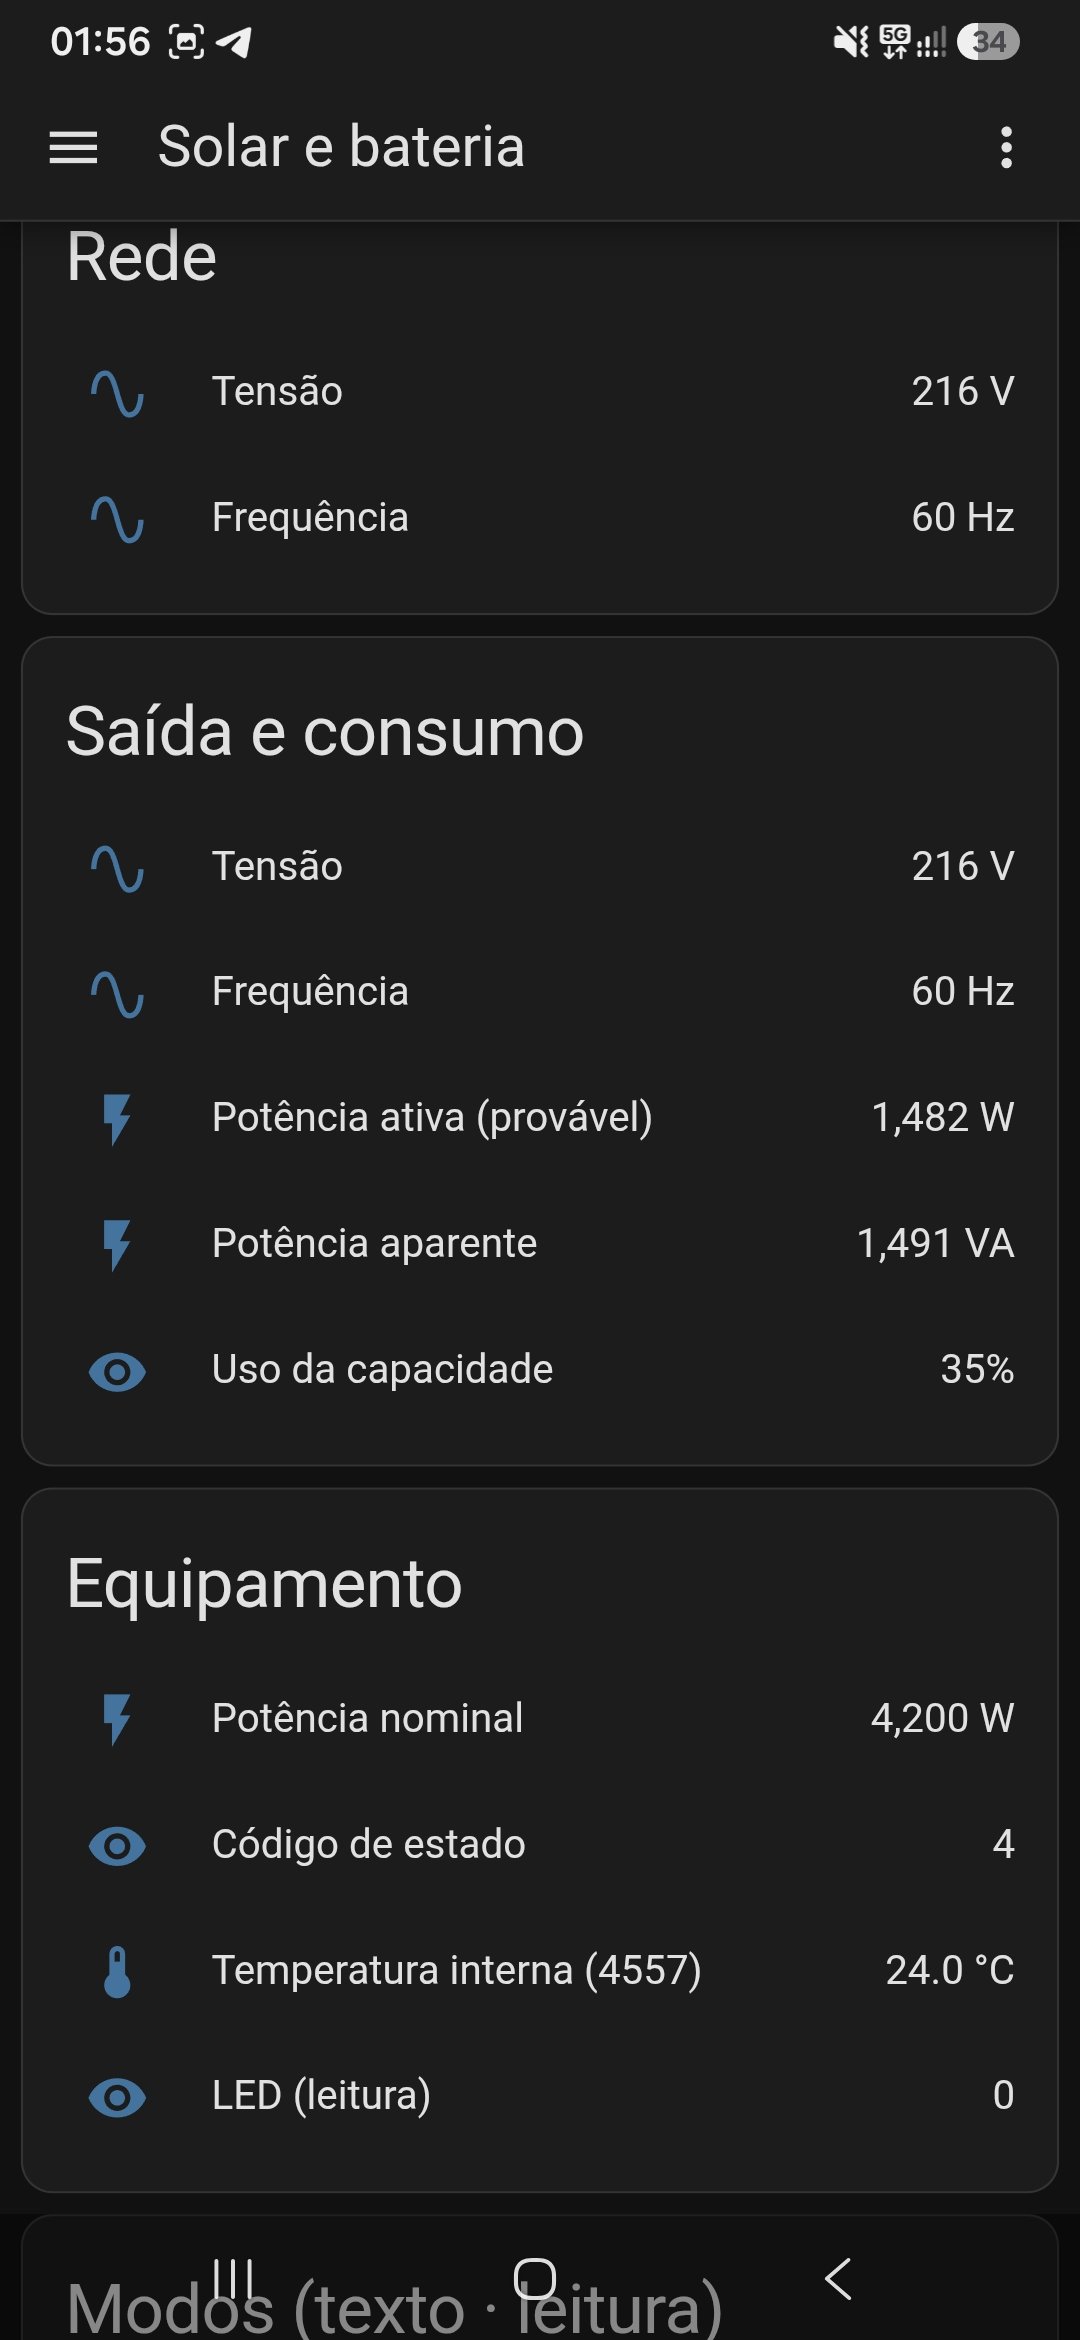 01:56
5G
34
Solar e bateria
Rede
Tensão 216 V
Frequência 60 Hz
Saída e consumo
Tensão 216 V
Frequência 60 Hz
Potência ativa (provável) 1,482 W
Potência aparente 1,491 VA
Uso da capacidade 35%
Equipamento
Potência nominal 4,200 W
Código de estado 4
Temperatura interna (4557) 24.0 °C
LED (leitura) 0
Modos (texto · leitura)